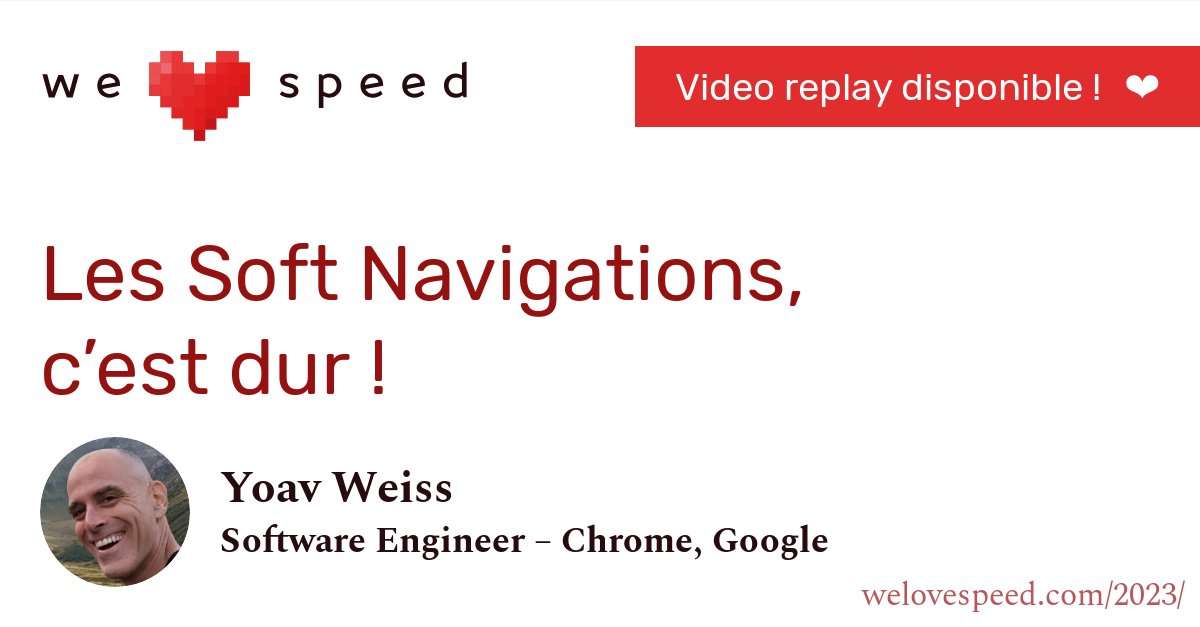 we speed
Video replay disponible ! ❤
Les Soft Navigations,
c’est dur !
Yoav Weiss
Software Engineer – Chrome, Google
welovespeed.com/2023/